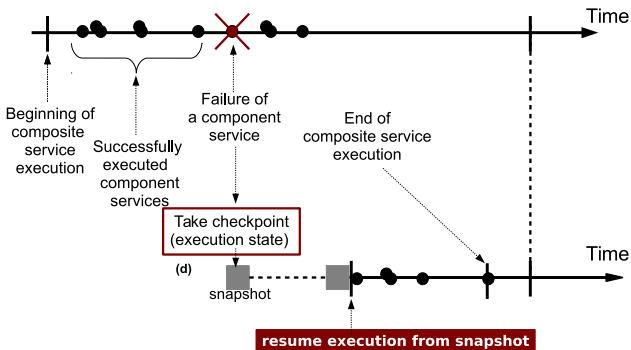 Time
Beginning of
composite
service
execution
Successfully
executed
component
services
Failure of
a component
service
End of
composite service
execution
Take checkpoint
(execution state)
(d)
snapshot
Time
resume execution from snapshot